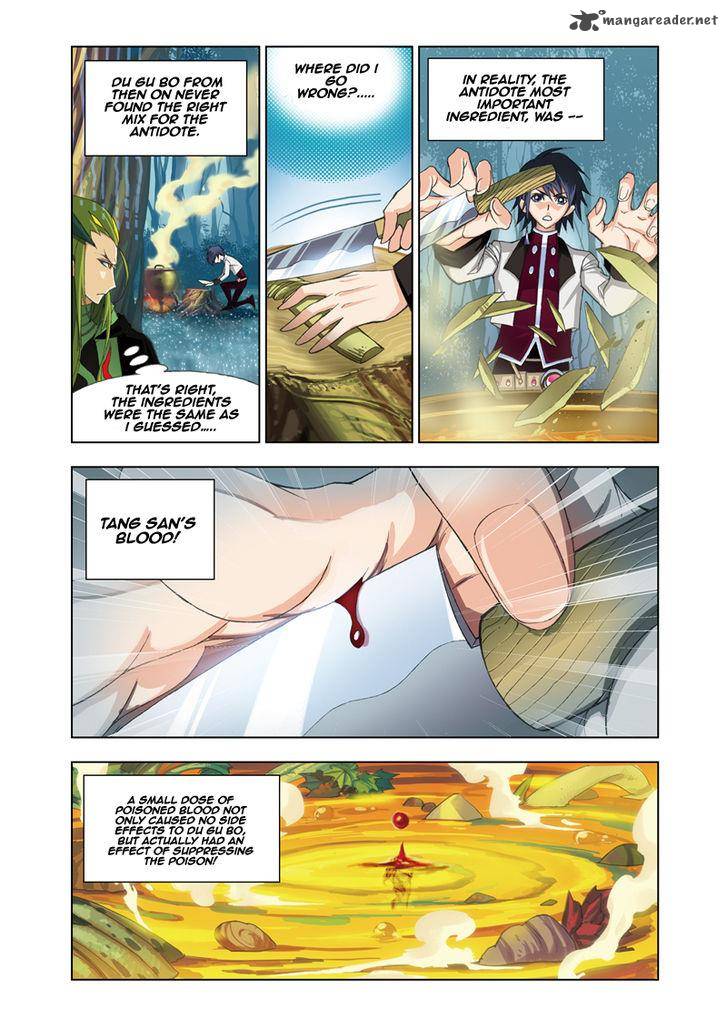 mangareader.net
DU GU BO FROM
THEN ON NEVER
FOUND THE RIGHT
MIX FOR THE
ANTIDOTE.
THAT'S RIGHT,
THE INGREDIENTS
WERE THE SAME AS
I GUESSED.....
WHERE DID I
GO
WRONG?.....
IN REALITY, THE
ANTIDOTE MOST
IMPORTANT
INGREDIENT, WAS --
TANG SAN'S
BLOOD!
A SMALL DOSE OF
POISONED BLOOD NOT
ONLY CAUSED NO SIDE
EFFECTS TO DU GU BO,
BUT ACTUALLY HAD AN
EFFECT OF SUPPRESSING
THE POISON!